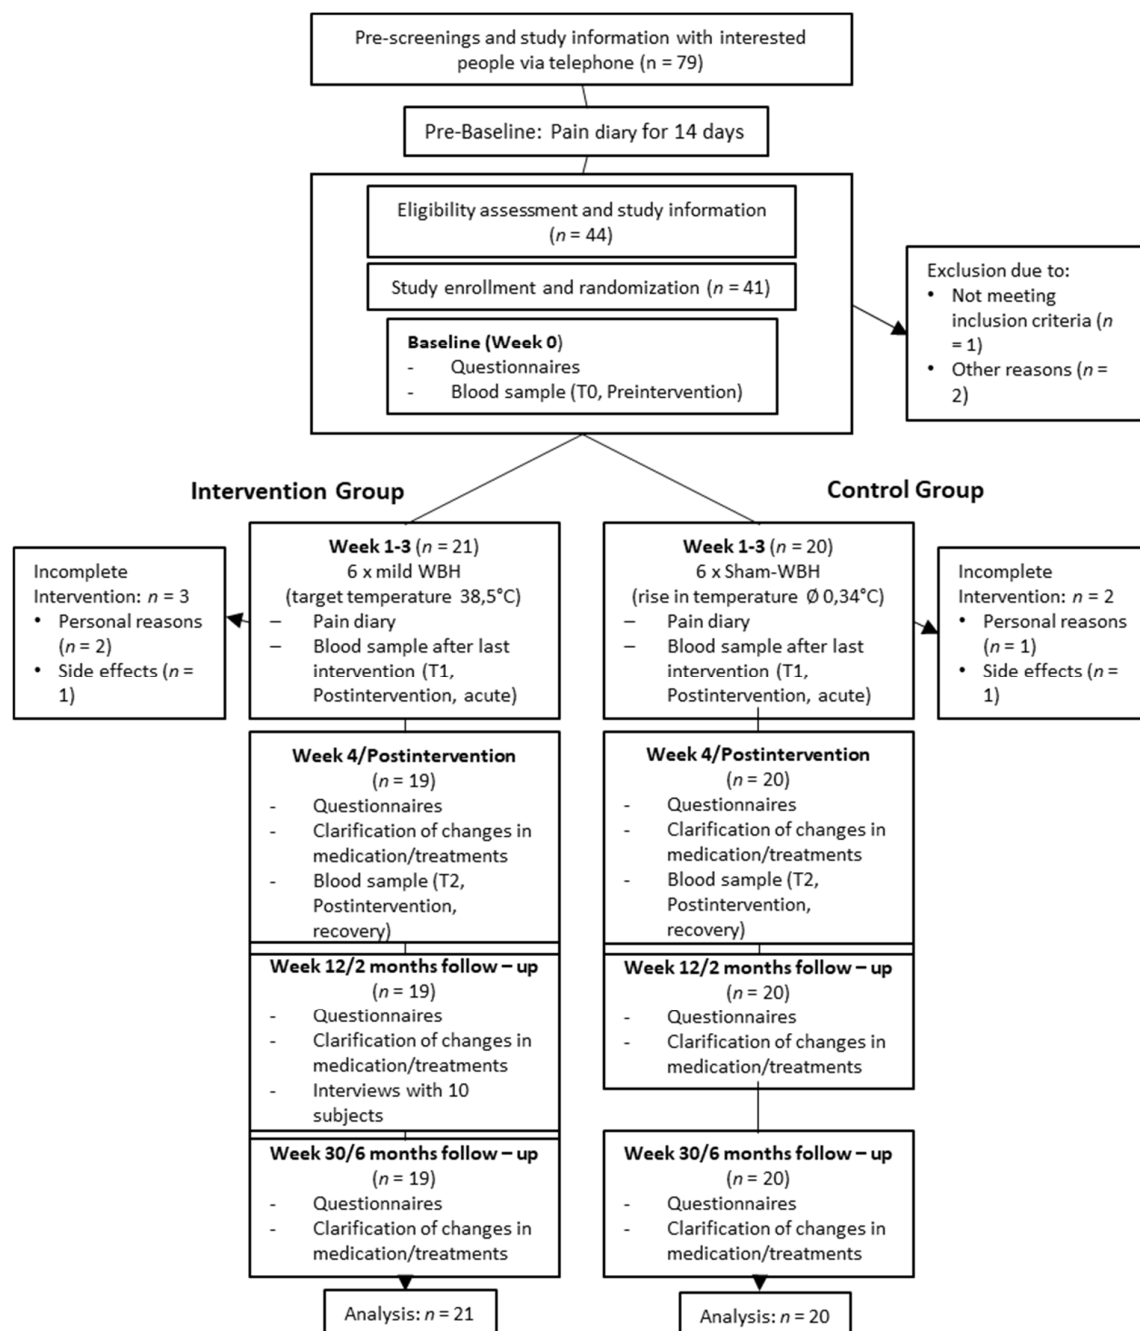 Pre-screenings and study information with interested
people via telephone (n = 79)
Pre-Baseline: Pain diary for 14 days
Eligibility assessment and study information
(n = 44)
Study enrollment and randomization (n = 41)
Baseline (Week 0)
- Questionnaires
- Blood sample (T0, Preintervention)
Exclusion due to:
• Not meeting
inclusion criteria (n
= 1)
• Other reasons (n =
2)
Intervention Group
Control Group
Incomplete
Intervention: n = 3
• Personal reasons
(n = 2)
• Side effects (n =
1)
Week 1-3 (n = 21)
6 x mild WBH
(target temperature 38,5°C)
– Pain diary
– Blood sample after last
intervention (T1,
Postintervention, acute)
Week 1-3 (n = 20)
6 x Sham-WBH
(rise in temperature Ø 0,34°C)
– Pain diary
– Blood sample after last
intervention (T1,
Postintervention, acute)
Incomplete
Intervention: n = 2
• Personal reasons
(n = 1)
• Side effects (n =
1)
Week 4/Postintervention
(n = 19)
- Questionnaires
- Clarification of changes in
medication/treatments
- Blood sample (T2,
Postintervention,
recovery)
Week 4/Postintervention
(n = 20)
- Questionnaires
- Clarification of changes in
medication/treatments
- Blood sample (T2,
Postintervention,
recovery)
Week 12/2 months follow – up
(n = 19)
- Questionnaires
- Clarification of changes in
medication/treatments
- Interviews with 10
subjects
Week 12/2 months follow – up
(n = 20)
- Questionnaires
- Clarification of changes in
medication/treatments
Week 30/6 months follow – up
(n = 19)
- Questionnaires
- Clarification of changes in
medication/treatments
Week 30/6 months follow – up
(n = 20)
- Questionnaires
- Clarification of changes in
medication/treatments
Analysis: n = 21
Analysis: n = 20